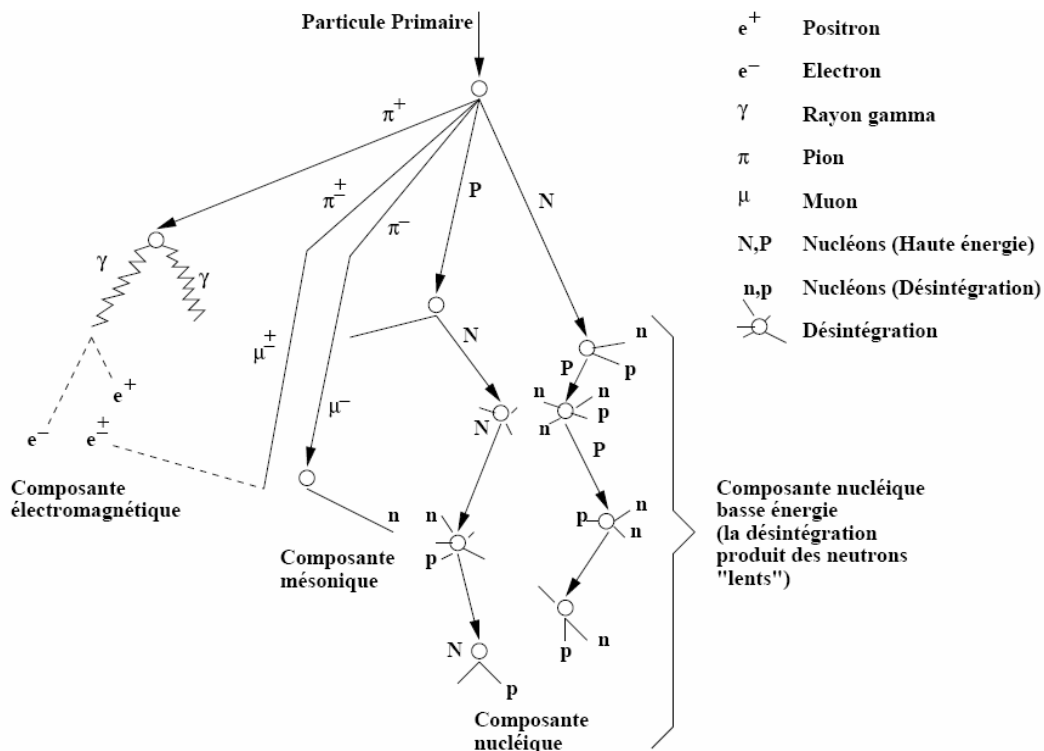 Particule Primaire
π+
π±
π−
P
N
γ
γ
μ±
μ−
e+
e−
e±
Composante
électromagnétique
n
Composante
mésonique
N
N
n
p
N
p
Composante
nucléique
n
p
P
n
n
n
p
P
p
n
n
p
n
Composante nucléique
basse énergie
(la désintégration
produit des neutrons
"lents")
e+ Positron
e− Electron
γ Rayon gamma
π Pion
μ Muon
N,P Nucléons (Haute énergie)
n,p Nucléons (Désintégration)
Désintégration